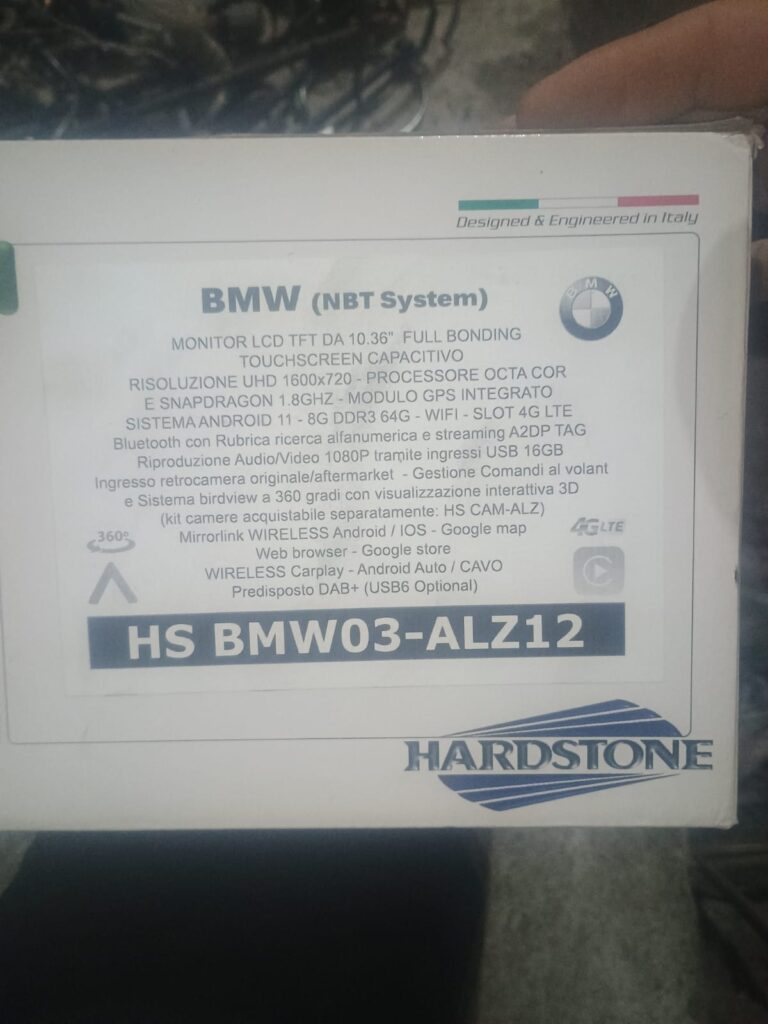 Designed & Engineered in Italy
BMW (NBT System)
BMW
MONITOR LCD TFT DA 10.36" FULL BONDING
TOUCHSCREEN CAPACITIVO
RISOLUZIONE UHD 1600x720 - PROCESSORE OCTA COR
E SNAPDRAGON 1.8GHZ - MODULO GPS INTEGRATO
SISTEMA ANDROID 11 - 8G DDR3 64G - WIFI - SLOT 4G LTE
Bluetooth con Rubrica ricerca alfanumerica e streaming A2DP TAG
Riproduzione Audio/Video 1080P tramite ingressi USB 16GB
Ingresso retrocamera originale/aftermarket - Gestione Comandi al volant
e Sistema birdview a 360 gradi con visualizzazione interattiva 3D
(kit camere acquistabile separatamente: HS CAM-ALZ)
Mirrorlink WIRELESS Android / IOS - Google map
Web browser - Google store
WIRELESS Carplay - Android Auto / CAVO
Predisposto DAB+ (USB6 Optional)
360°
4G LTE
HS BMW03-ALZ12
HARDSTONE